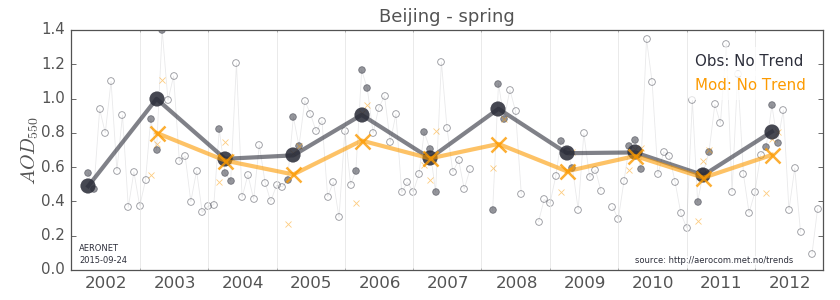 Beijing - spring
1.4
1.2
1.0
0.8
0.6
0.4
0.2
0.0
AOD550
Obs: No Trend
Mod: No Trend
AERONET
2015-09-24
source: http://aerocom.met.no/trends
2002 2003 2004 2005 2006 2007 2008 2009 2010 2011 2012